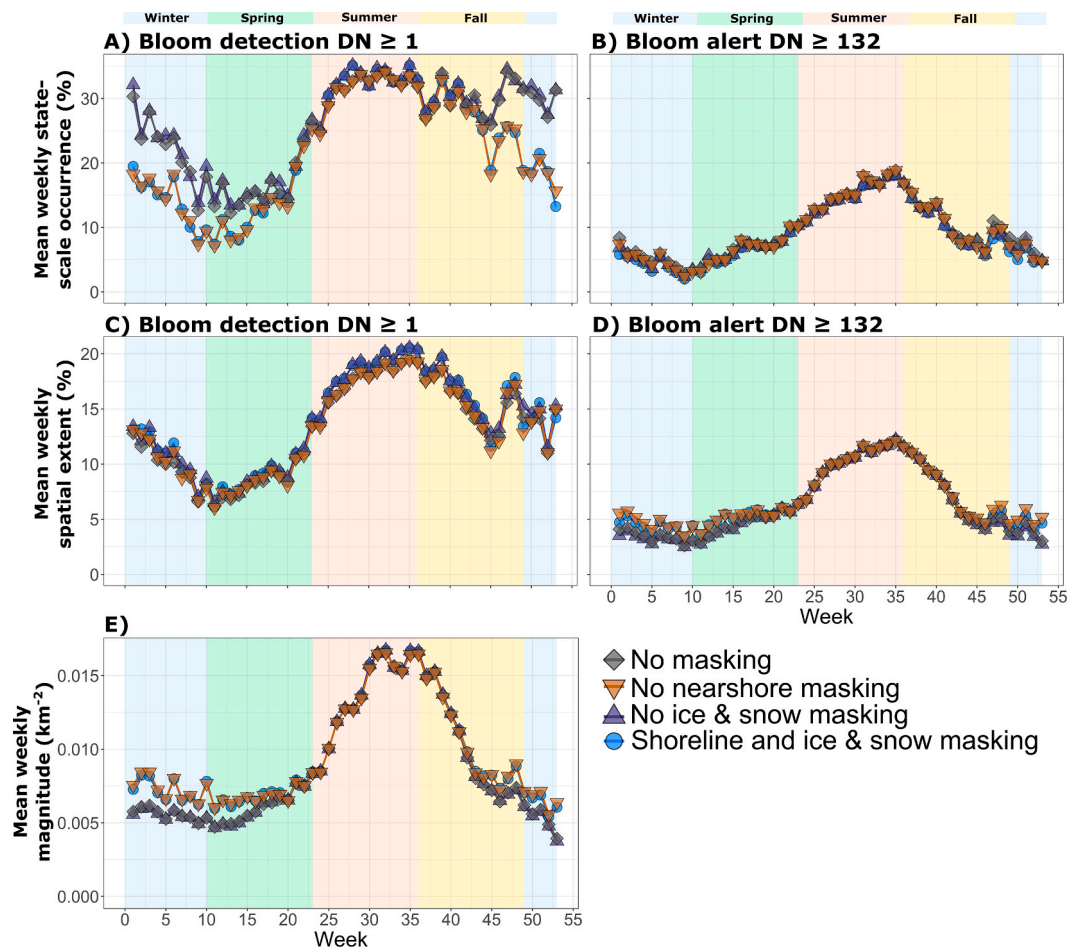 Winter Spring Summer Fall Winter Spring Summer Fall
A) Bloom detection DN ≥ 1
B) Bloom alert DN ≥ 132
Mean weekly state-
scale occurrence (%)
30
20
10
0
C) Bloom detection DN ≥ 1
D) Bloom alert DN ≥ 132
Mean weekly
spatial extent (%)
20
15
10
5
0
0 5 10 15 20 25 30 35 40 45 50 55
Week
E)
Mean weekly
magnitude (km⁻²)
0.015
0.010
0.005
0.000
0 5 10 15 20 25 30 35 40 45 50 55
Week
No masking
No nearshore masking
No ice & snow masking
Shoreline and ice & snow masking